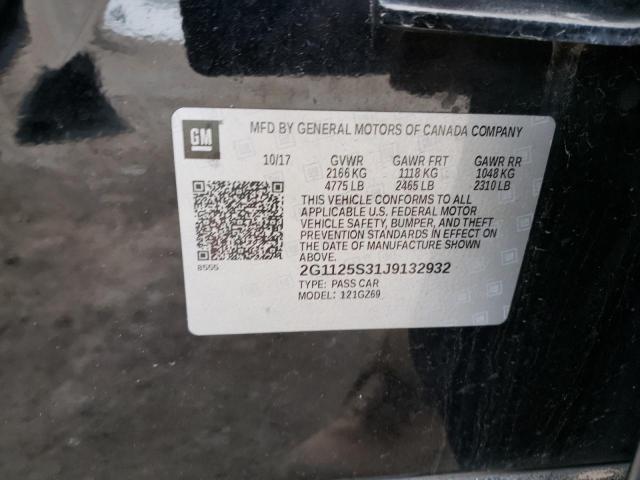 GM
MFD BY GENERAL MOTORS OF CANADA COMPANY
10/17 GVWR GAWR FRT GAWR RR
2166 KG 1118 KG 1048 KG
4775 LB 2465 LB 2310 LB
THIS VEHICLE CONFORMS TO ALL
APPLICABLE U.S. FEDERAL MOTOR
VEHICLE SAFETY, BUMPER, AND THEFT
PREVENTION STANDARDS IN EFFECT ON
THE DATE OF MANUFACTURE SHOWN
ABOVE.
8555 2G1125S31J9132932
TYPE: PASS CAR
MODEL: 121GZ69